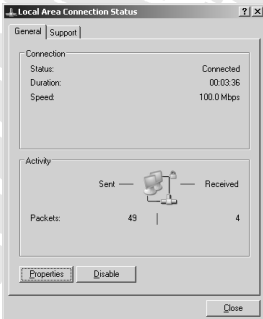 Local Area Connection Status
General Support
Connection
Status: Connected
Duration: 00:03:36
Speed: 100.0 Mbps
Activity
Sent — Received
Packets: 49 | 4
Properties Disable
Close